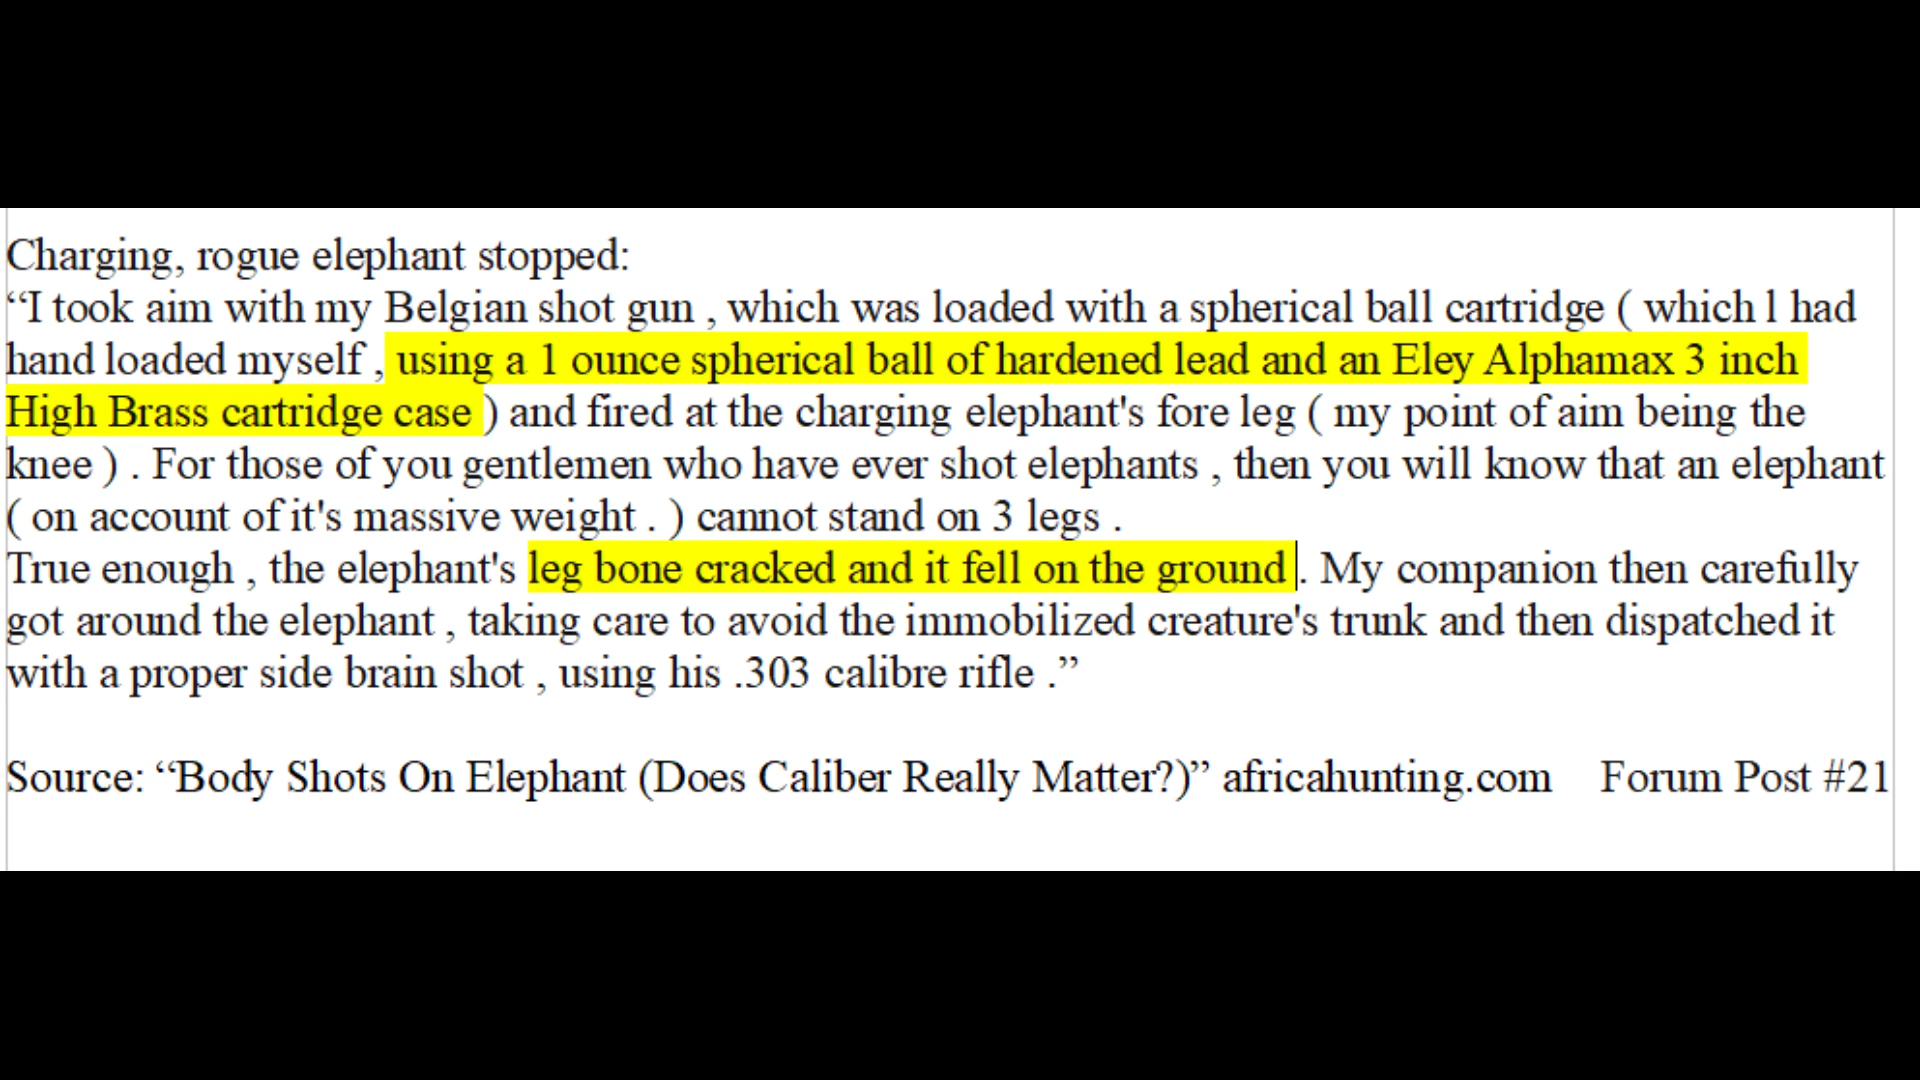 Charging, rogue elephant stopped:
“I took aim with my Belgian shot gun , which was loaded with a spherical ball cartridge ( which l had
hand loaded myself , using a 1 ounce spherical ball of hardened lead and an Eley Alphamax 3 inch
High Brass cartridge case ) and fired at the charging elephant's fore leg ( my point of aim being the
knee ) . For those of you gentlemen who have ever shot elephants , then you will know that an elephant
( on account of it's massive weight . ) cannot stand on 3 legs .
True enough , the elephant's leg bone cracked and it fell on the ground . My companion then carefully
got around the elephant , taking care to avoid the immobilized creature's trunk and then dispatched it
with a proper side brain shot , using his .303 calibre rifle .”
Source: “Body Shots On Elephant (Does Caliber Really Matter?)” africahunting.com Forum Post #21